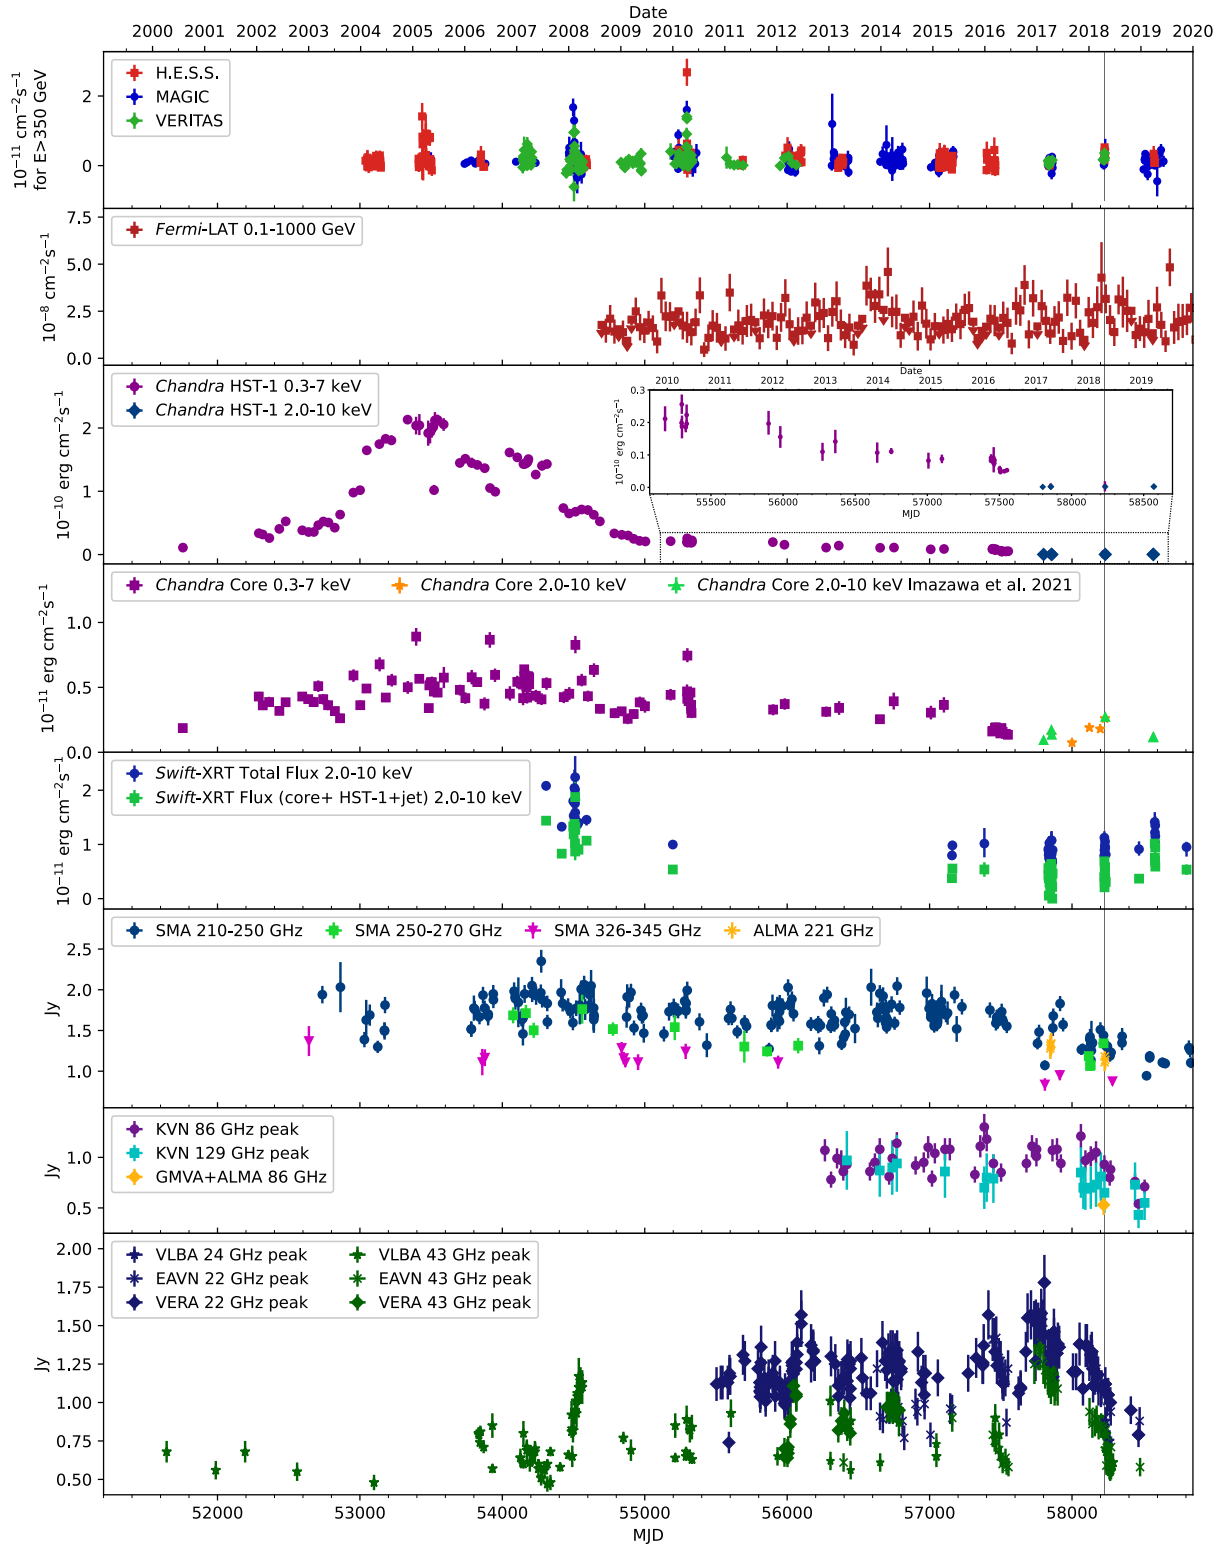 Date
2000 2001 2002 2003 2004 2005 2006 2007 2008 2009 2010 2011 2012 2013 2014 2015 2016 2017 2018 2019 2020
10⁻¹¹ cm⁻²s⁻¹
for E>350 GeV
2
0
H.E.S.S.
MAGIC
VERITAS
10⁻⁸ cm⁻²s⁻¹
7.5
5.0
2.5
0.0
Fermi-LAT 0.1-1000 GeV
10⁻¹⁰ erg cm⁻²s⁻¹
2
1
0
Chandra HST-1 0.3-7 keV
Chandra HST-1 2.0-10 keV
Date
2010 2011 2012 2013 2014 2015 2016 2017 2018 2019
10⁻¹⁰ erg cm⁻²s⁻¹
0.3
0.2
0.1
0.0
55500 56000 56500 57000 57500 58000 58500
MJD
10⁻¹¹ erg cm⁻²s⁻¹
1.0
0.5
0.0
Chandra Core 0.3-7 keV Chandra Core 2.0-10 keV Chandra Core 2.0-10 keV Imazawa et al. 2021
10⁻¹¹ erg cm⁻²s⁻¹
2
1
0
Swift-XRT Total Flux 2.0-10 keV
Swift-XRT Flux (core+ HST-1+jet) 2.0-10 keV
Jy
2.5
2.0
1.5
1.0
SMA 210-250 GHz SMA 250-270 GHz SMA 326-345 GHz ALMA 221 GHz
Jy
1.0
0.5
KVN 86 GHz peak
KVN 129 GHz peak
GMVA+ALMA 86 GHz
Jy
2.00
1.75
1.50
1.25
1.00
0.75
0.50
VLBA 24 GHz peak VLBA 43 GHz peak
EAVN 22 GHz peak EAVN 43 GHz peak
VERA 22 GHz peak VERA 43 GHz peak
52000 53000 54000 55000 56000 57000 58000
MJD